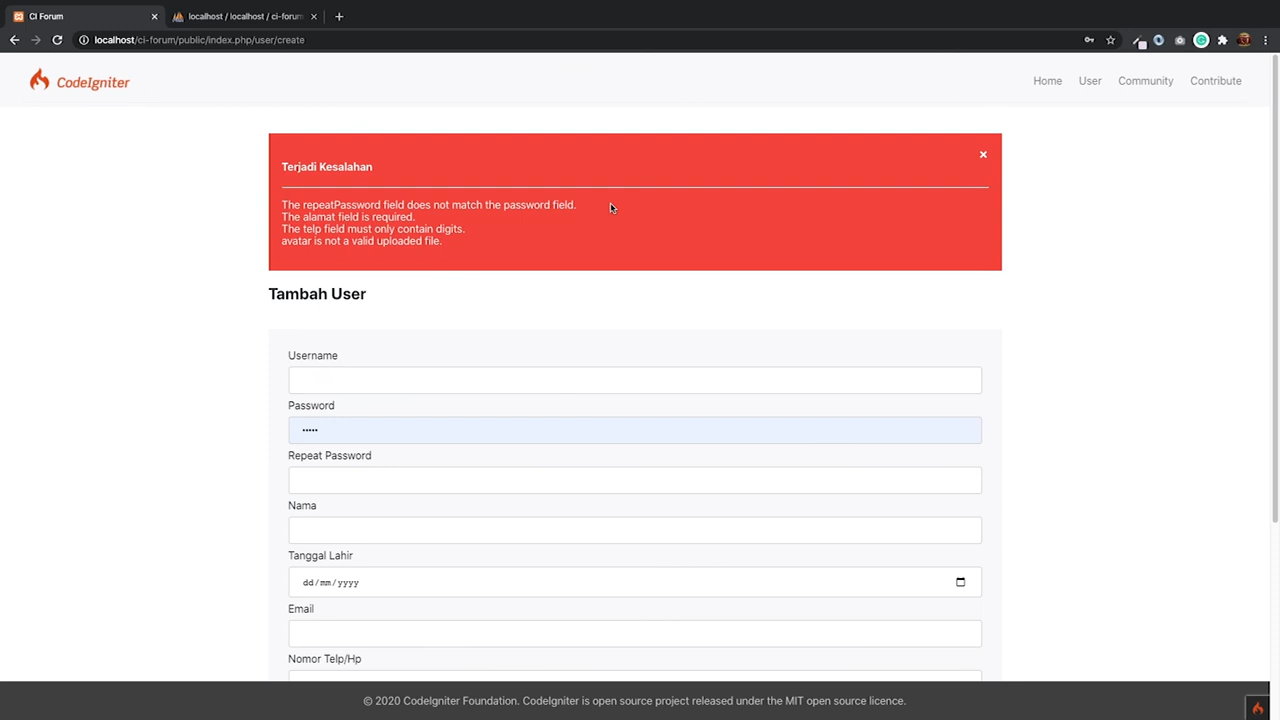 CI Forum
localhost / localhost / ci-forum
localhost/ci-forum/public/index.php/user/create
CodeIgniter
Home User Community Contribute
Terjadi Kesalahan
The repeatPassword field does not match the password field.
The alamat field is required.
The telp field must only contain digits.
avatar is not a valid uploaded file.
Tambah User
Username
Password
Repeat Password
Nama
Tanggal Lahir
dd/mm/yyyy
Email
Nomor Telp/Hp
© 2020 CodeIgniter Foundation. CodeIgniter is open source project released under the MIT open source licence.